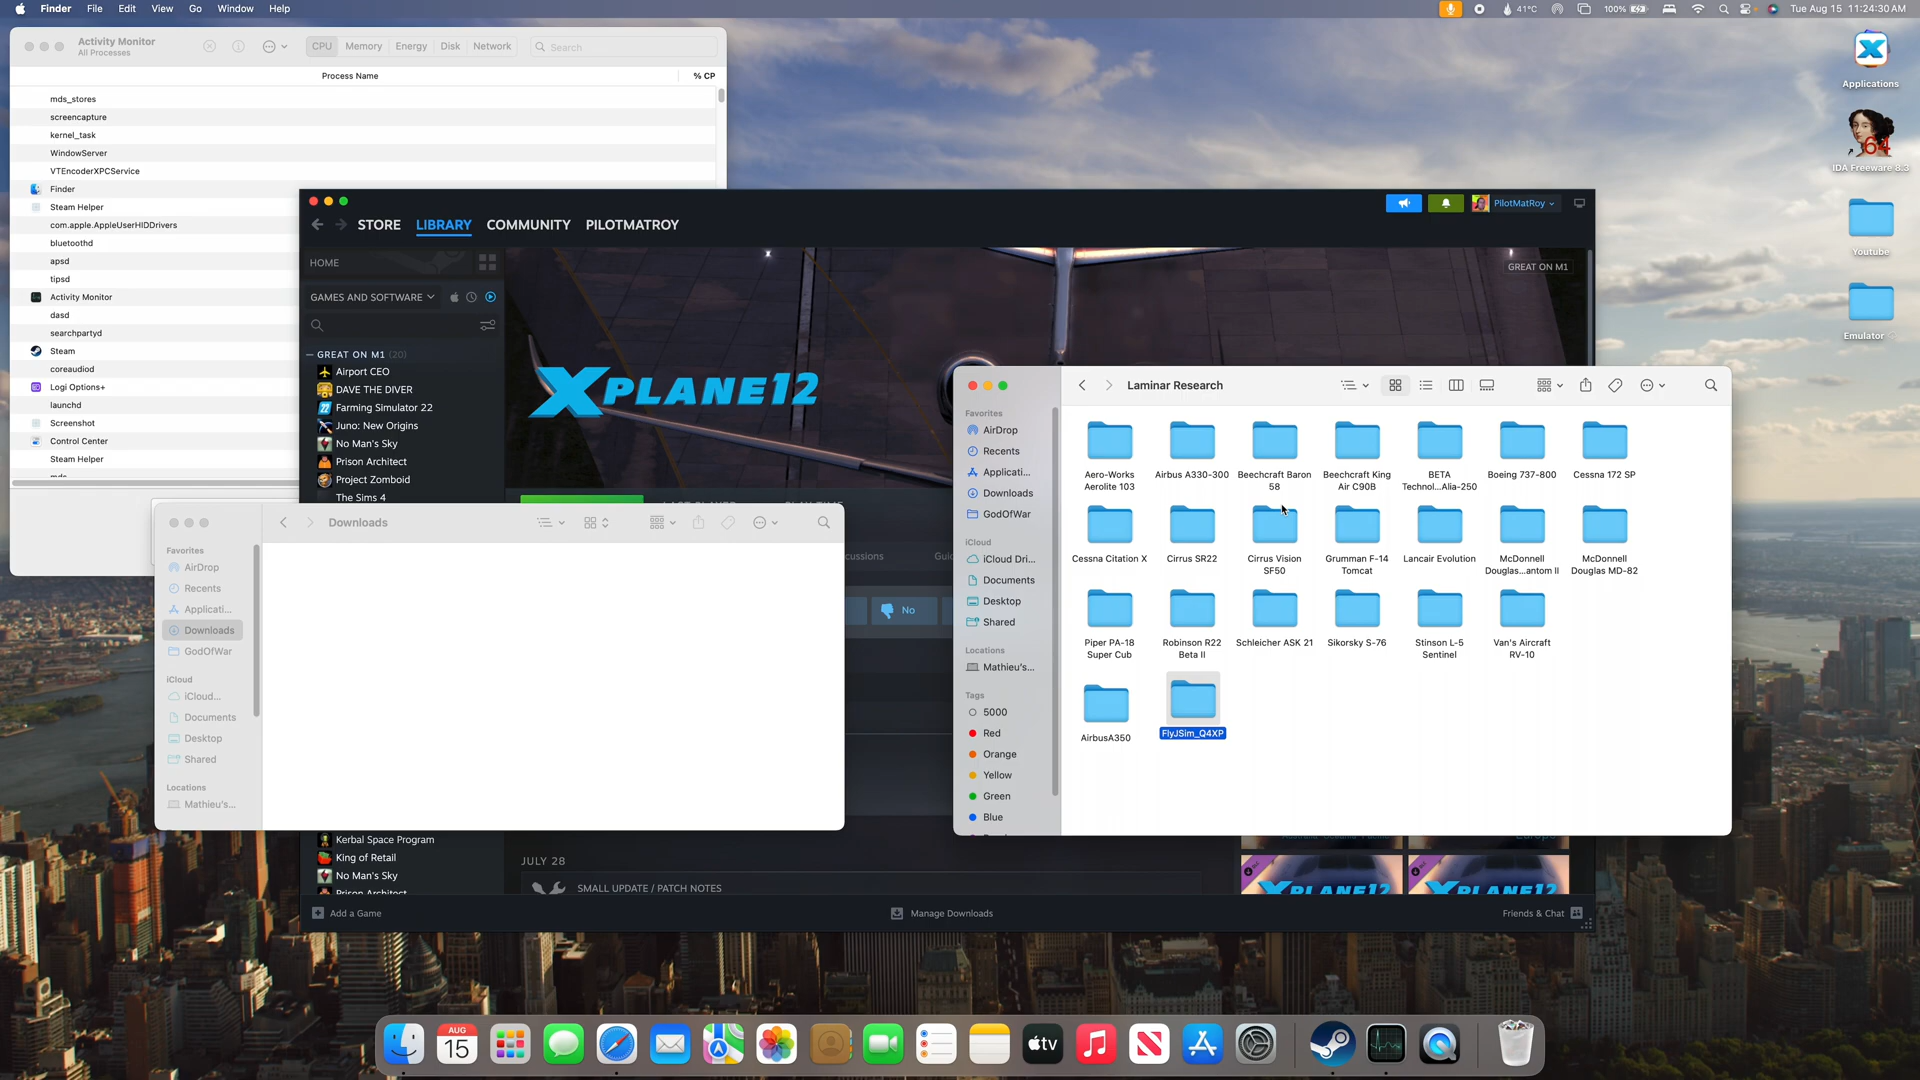 Finder File Edit View Go Window Help
41°C 100% Tue Aug 15 11:24:30 AM
Activity Monitor
All Processes
CPU Memory Energy Disk Network Search
Process Name % CP
mds_stores
screencapture
kernel_task
WindowServer
VTEncoderXPCService
Finder
Steam Helper
com.apple.AppleUserHIDDrivers
bluetoothd
apsd
tipsd
Activity Monitor
dasd
searchpartyd
Steam
coreaudiod
Logi Options+
launchd
Screenshot
Control Center
Steam Helper
mds
PilotMatRoy
STORE LIBRARY COMMUNITY PILOTMATROY
HOME
GREAT ON M1
GAMES AND SOFTWARE
GREAT ON M1 (20)
Airport CEO
DAVE THE DIVER
Farming Simulator 22
Juno: New Origins
No Man's Sky
Prison Architect
Project Zomboid
The Sims 4
XPLANE12
cussions
No
Kerbal Space Program
King of Retail
No Man's Sky
Prison Architect
JULY 28
SMALL UPDATE / PATCH NOTES
XPLANE12
XPLANE12
Add a Game
Manage Downloads
Friends & Chat
Downloads
Favorites
AirDrop
Recents
Applicati...
Downloads
GodOfWar
iCloud
iCloud...
Documents
Desktop
Shared
Locations
Mathieu's...
Laminar Research
Favorites
AirDrop
Recents
Applicati...
Downloads
GodOfWar
iCloud
iCloud Dri...
Documents
Desktop
Shared
Locations
Mathieu's...
Tags
5000
Red
Orange
Yellow
Green
Blue
Aero-Works
Aerolite 103
Airbus A330-300
Beechcraft Baron
58
Beechcraft King
Air C90B
BETA
Technol...Alia-250
Boeing 737-800
Cessna 172 SP
Cessna Citation X
Cirrus SR22
Cirrus Vision
SF50
Grumman F-14
Tomcat
Lancair Evolution
McDonnell
Douglas...antom II
McDonnell
Douglas MD-82
Piper PA-18
Super Cub
Robinson R22
Beta II
Schleicher ASK 21
Sikorsky S-76
Stinson L-5
Sentinel
Van's Aircraft
RV-10
AirbusA350
FlyJSim_Q4XP
Applications
64
IDA Freeware 8.3
Youtube
Emulator
AUG
15
tv